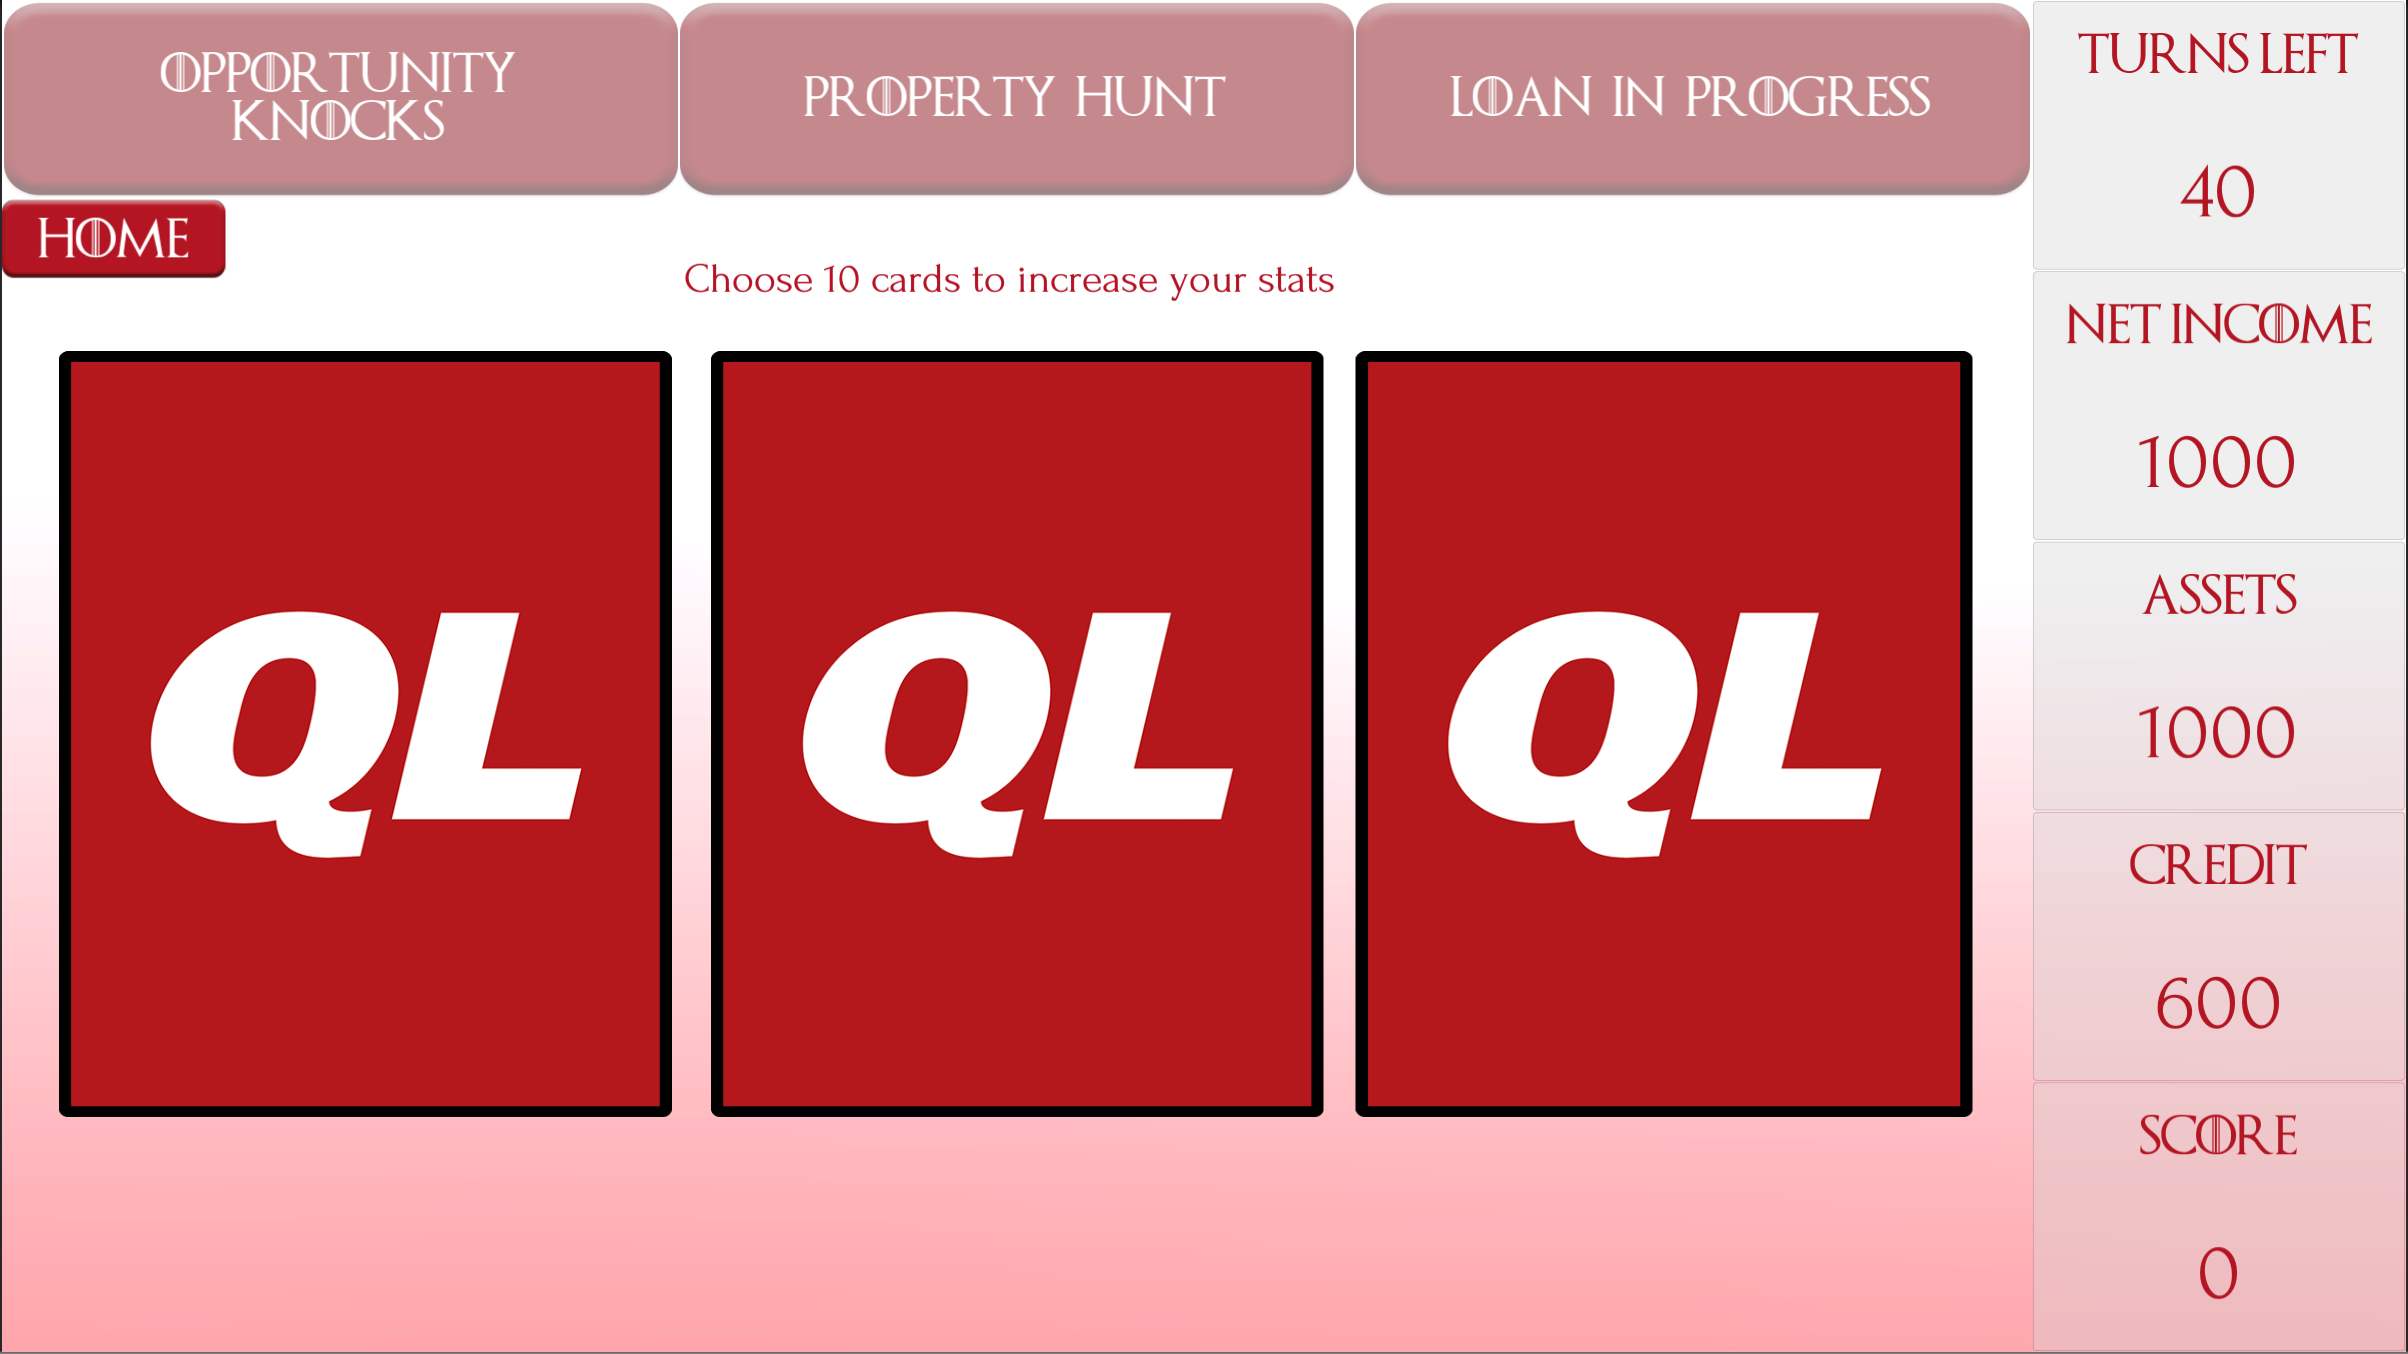 OPPORTUNITY
KNOCKS
PROPERTY HUNT
LOAN IN PROGRESS
HOME
Choose 10 cards to increase your stats
QL
QL
QL
TURNS LEFT
40
NET INCOME
1000
ASSETS
1000
CREDIT
600
SCORE
0